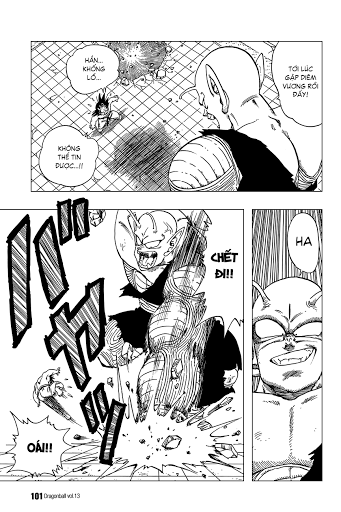 HẮN...
KHỔNG
LỒ...
TỚI LÚC
GẶP DIÊM
VƯƠNG RỒI
ĐẤY!
KHÔNG
THỂ TIN
ĐƯỢC...!!
HA
CHẾT
ĐI!!
OÁI!!
101 Dragonball vol.13